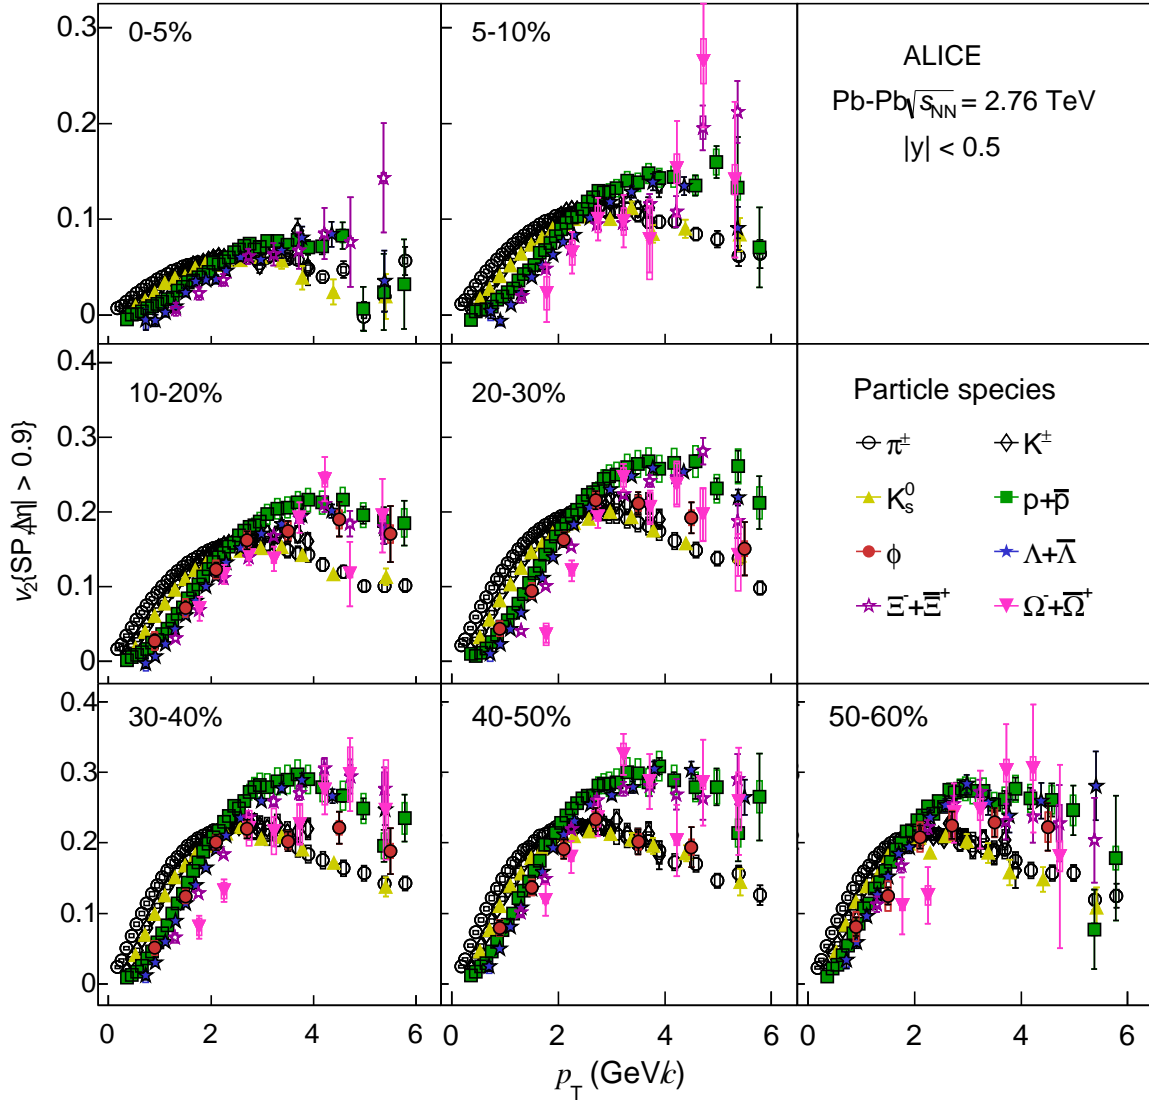 0-5%
5-10%
ALICE
Pb-Pb √s_NN = 2.76 TeV
|y| < 0.5
0.3
0.2
0.1
0
10-20%
20-30%
Particle species
π±
K±
K⁰s
p+p̅
ϕ
Λ+Λ̅
Ξ⁻+Ξ̅⁺
Ω⁻+Ω̅⁺
0.4
0.3
0.2
0.1
0
v₂{SP,|Δη| > 0.9}
30-40%
40-50%
50-60%
0.4
0.3
0.2
0.1
0
0 2 4 6
0 2 4 6
0 2 4 6
p_T (GeV/c)